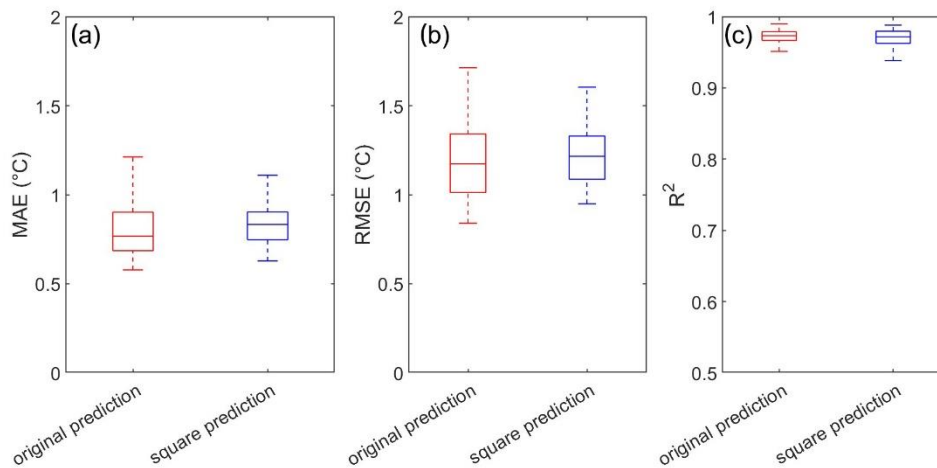 (a)
MAE (°C)
2
1.5
1
0.5
0
original prediction
square prediction
(b)
RMSE (°C)
2
1.5
1
0.5
0
original prediction
square prediction
(c)
R²
1
0.9
0.8
0.7
0.6
0.5
original prediction
square prediction